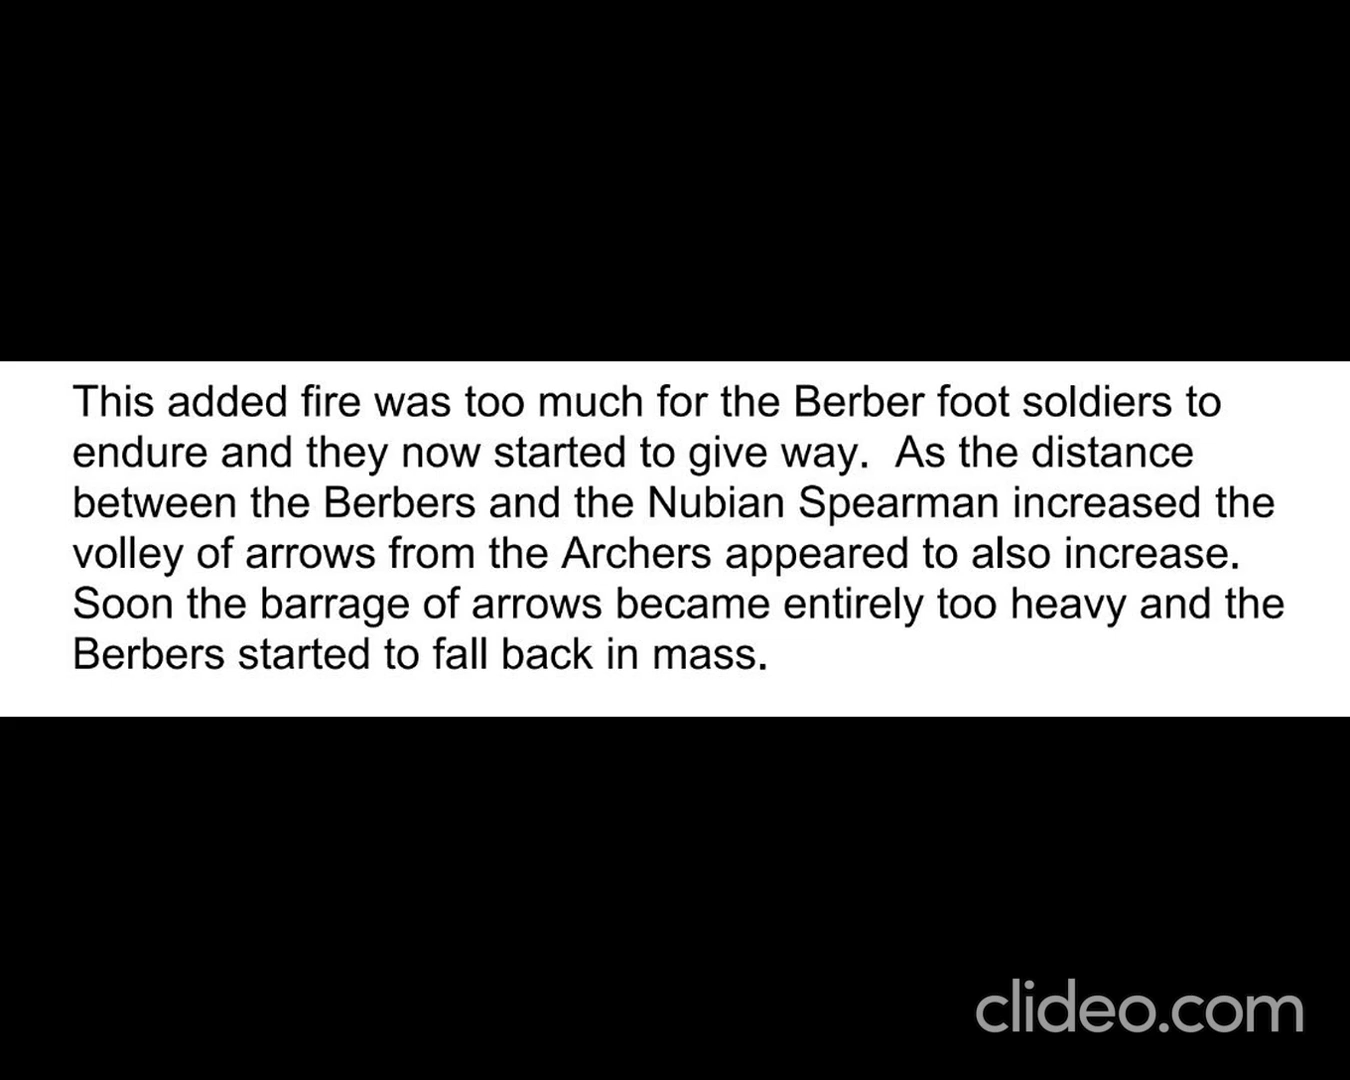 This added fire was too much for the Berber foot soldiers to
endure and they now started to give way.  As the distance
between the Berbers and the Nubian Spearman increased the
volley of arrows from the Archers appeared to also increase.
Soon the barrage of arrows became entirely too heavy and the
Berbers started to fall back in mass.
clideo.com